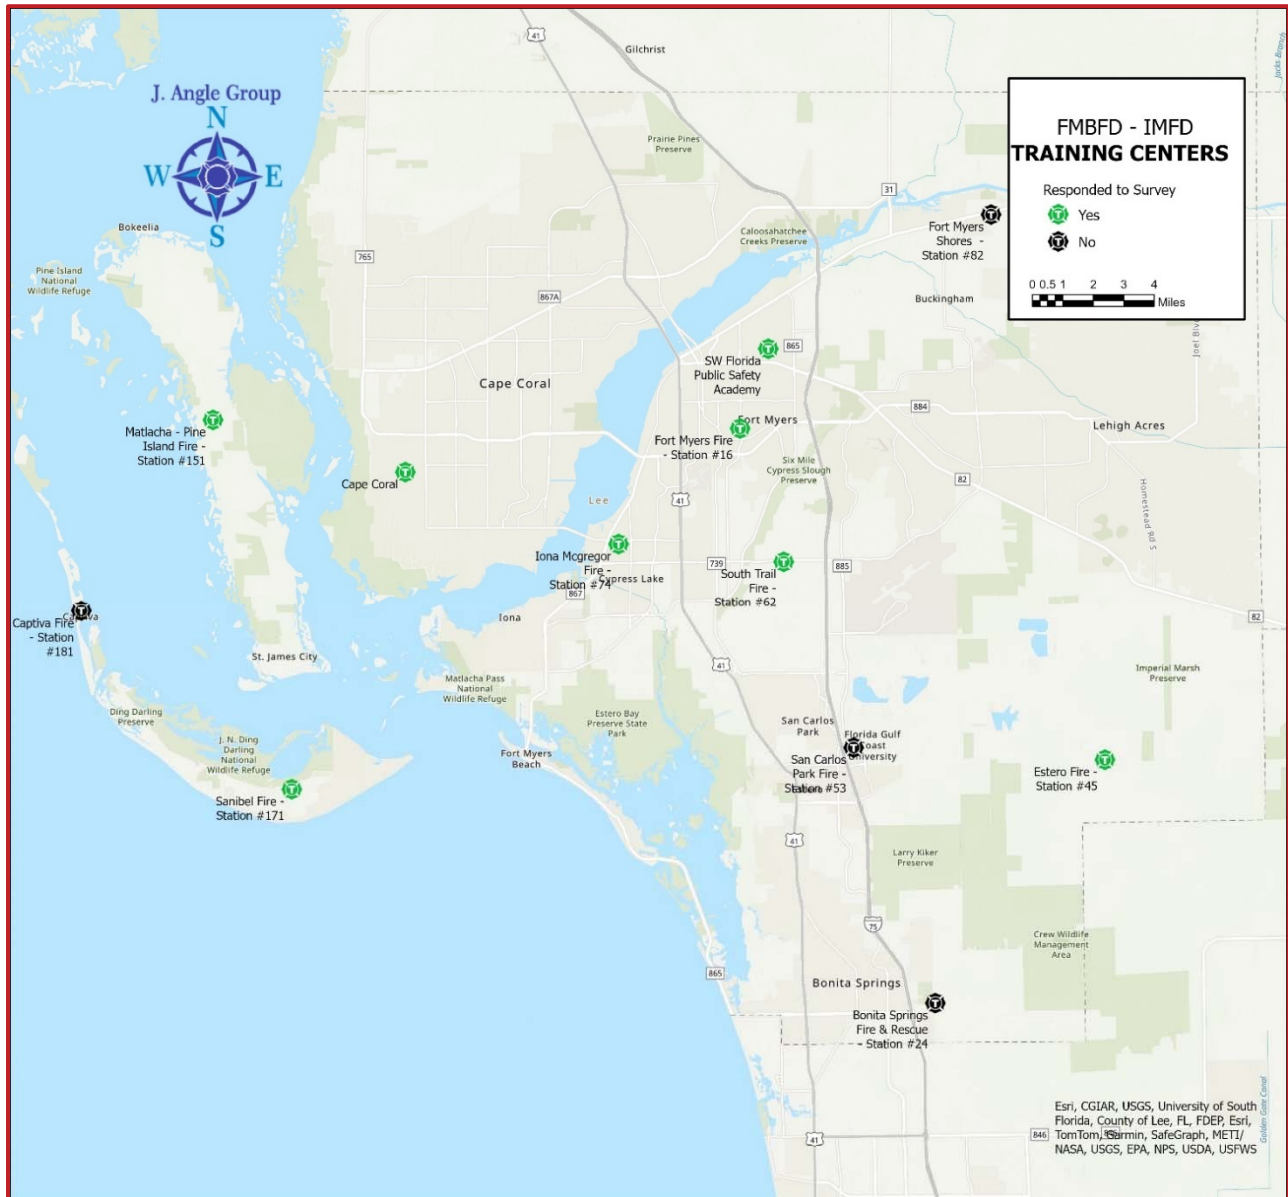 41
Gilchrist
Jacks Branch
J. Angle Group
N
W
E
S
FMBFD - IMFD
TRAINING CENTERS
Responded to Survey
Yes
No
0 0.5 1 2 3 4
Miles
Prairie Pines
Preserve
31
Bokeelia
Fort Myers
Shores -
Station #82
Caloosahatchee
Creeks Preserve
765
Pine Island
National
Wildlife Refuge
867A
Buckingham
SW Florida
Public Safety
Academy
865
Cape Coral
884
Fort Myers
Lehigh Acres
Matlacha - Pine
Island Fire -
Station #151
Fort Myers Fire
- Station #16
Six Mile
Cypress Slough
Preserve
Cape Coral
82
Homestead Rd S
Lee
41
Iona Mcgregor
Fire -
Station #74
Cypress Lake
867
739
South Trail
Fire -
Station #62
885
Captiva Fire
- Station
#181
Iona
82
St. James City
41
Imperial Marsh
Preserve
Matlacha Pass
National
Wildlife Refuge
Ding Darling
Preserve
Estero Bay
Preserve State
Park
San Carlos
Park
Florida Gulf
Coast
University
J. N. Ding
Darling
National
Wildlife Refuge
Fort Myers
Beach
San Carlos
Park Fire -
Station #53
Estero Fire -
Station #45
Sanibel Fire -
Station #171
41
Larry Kiker
Preserve
75
Crew Wildlife
Management
Area
865
Bonita Springs
Bonita Springs
Fire & Rescue
- Station #24
Golden Gate Canal
41
846
Esri, CGIAR, USGS, University of South
Florida, County of Lee, FL, FDEP, Esri,
TomTom, Garmin, SafeGraph, METI/
NASA, USGS, EPA, NPS, USDA, USFWS